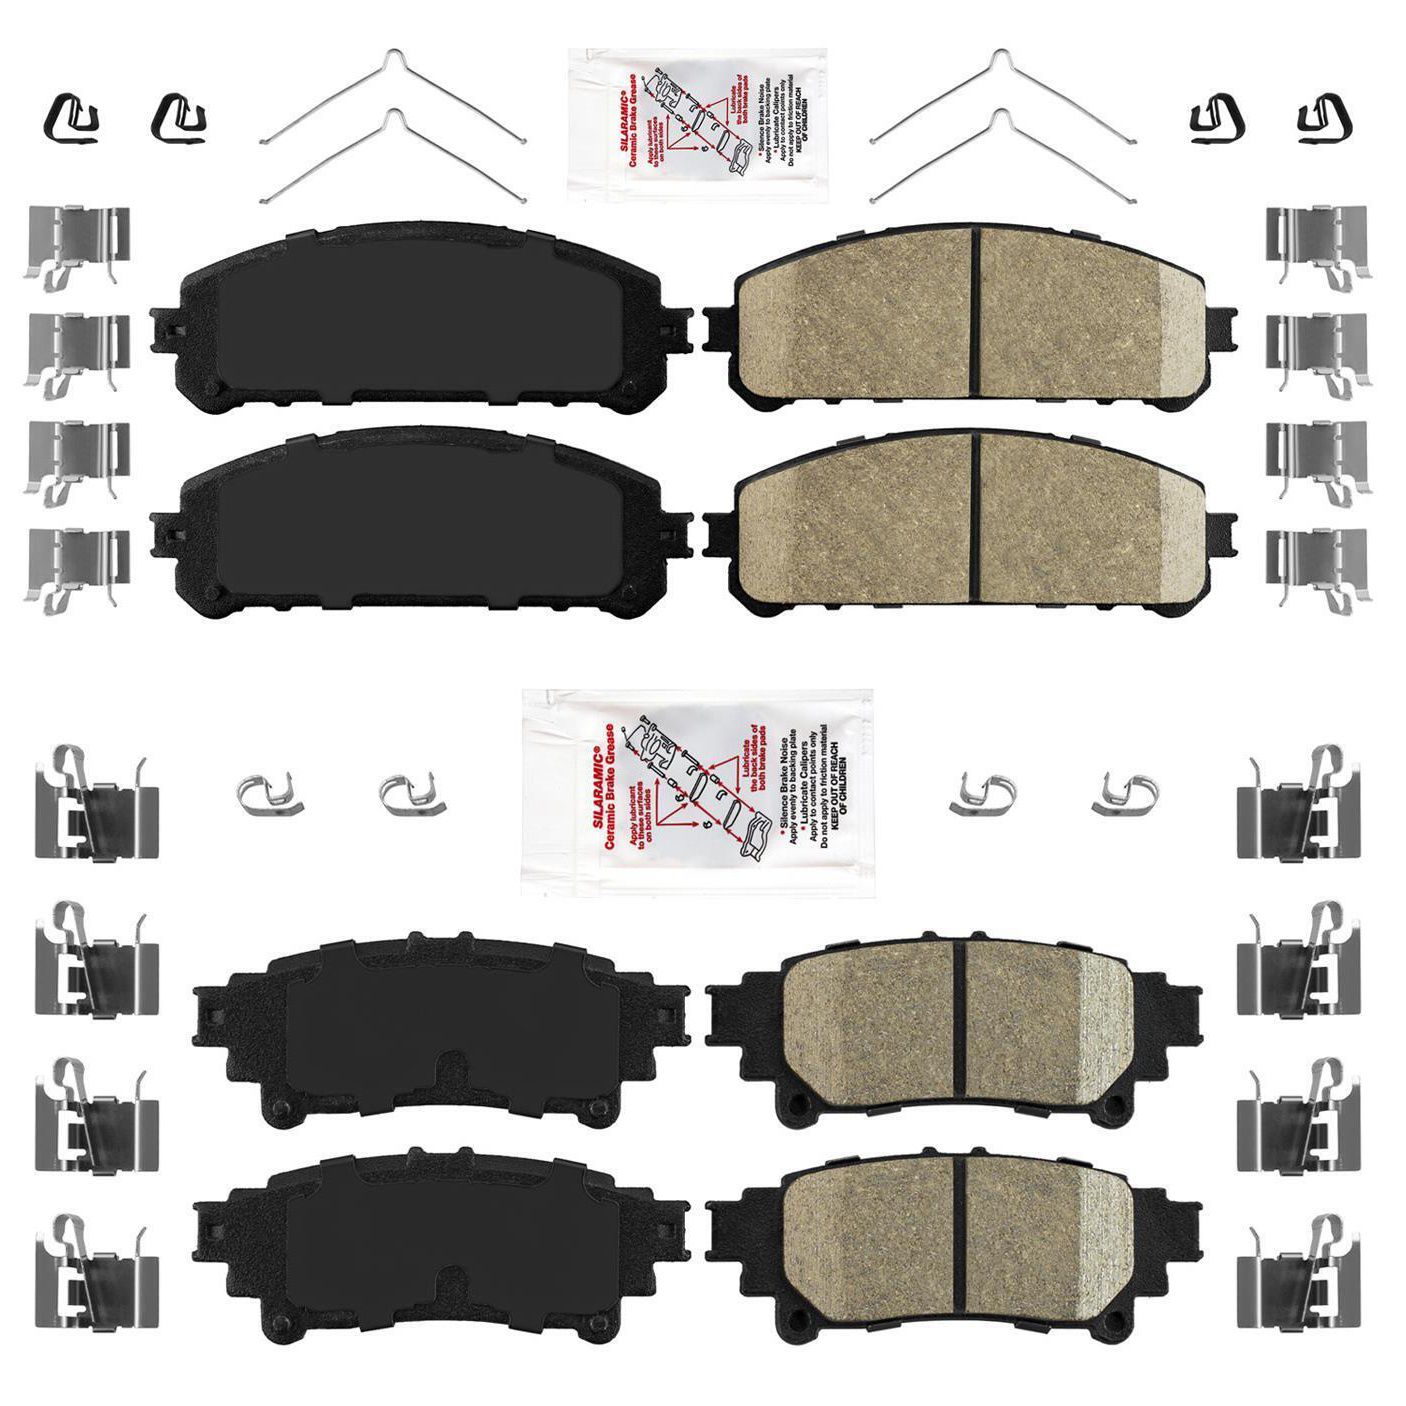 SILARAMIC®
Ceramic Brake Grease
Apply lubricant
to these surfaces
on both sides
Lubricate
the back sides of
both brake pads
* Silence Brake Noise
Apply evenly to backing plate
* Lubricate Calipers
Apply to contact points only
Do not apply to friction material
KEEP OUT OF REACH
OF CHILDREN
SILARAMIC®
Ceramic Brake Grease
Apply lubricant
to these surfaces
on both sides
Lubricate
the back sides of
both brake pads
* Silence Brake Noise
Apply evenly to backing plate
* Lubricate Calipers
Apply to contact points only
Do not apply to friction material
KEEP OUT OF REACH
OF CHILDREN